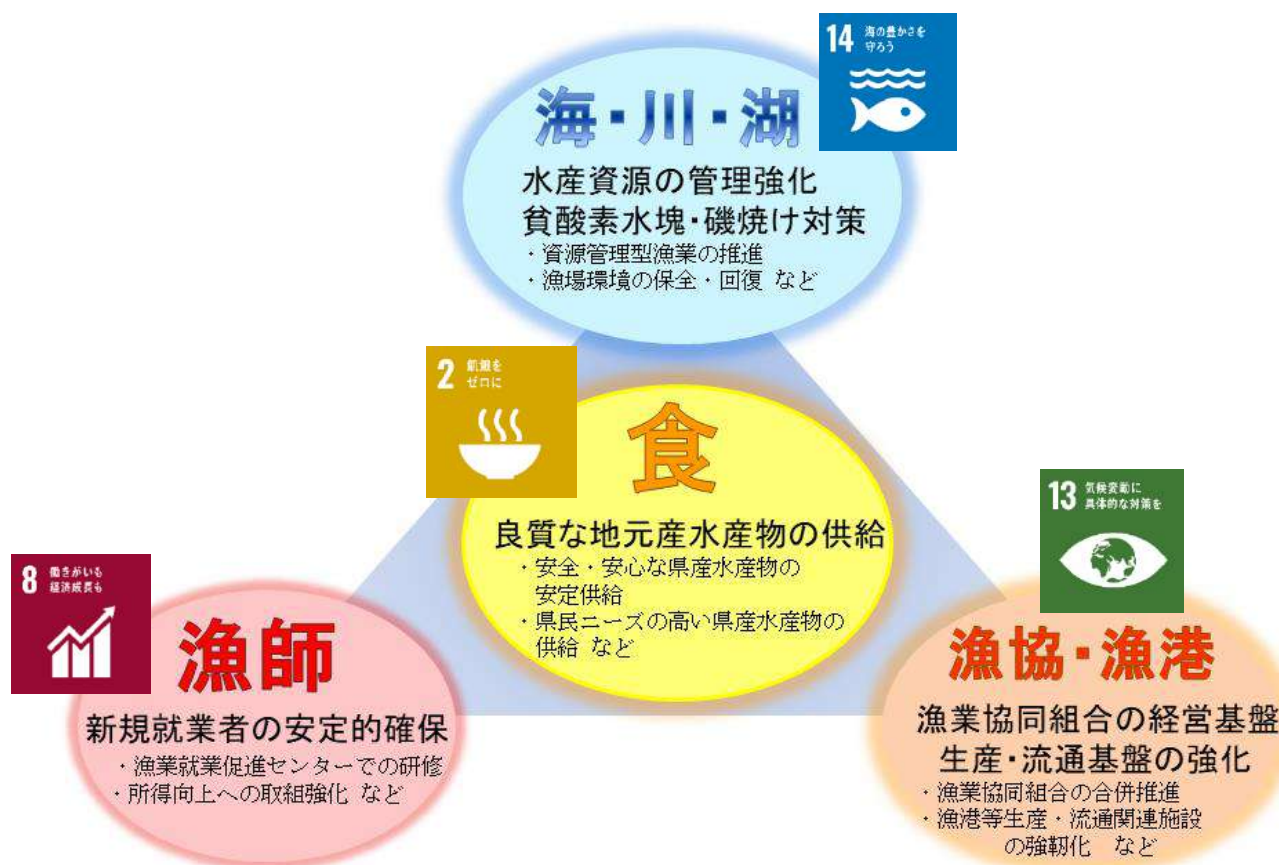 14 海の豊かさを
守ろう
海・川・湖
水産資源の管理強化
貧酸素水塊・磯焼け対策
・資源管理型漁業の推進
・漁場環境の保全・回復 など
2 飢餓を
ゼロに
食
良質な地元産水産物の供給
・安全・安心な県産水産物の
安定供給
・県民ニーズの高い県産水産物の
供給 など
8 働きがいも
経済成長も
漁師
新規就業者の安定的確保
・漁業就業促進センターでの研修
・所得向上への取組強化 など
13 気候変動に
具体的な対策を
漁協・漁港
漁業協同組合の経営基盤
生産・流通基盤の強化
・漁業協同組合の合併推進
・漁港等生産・流通関連施設
の強靭化 など